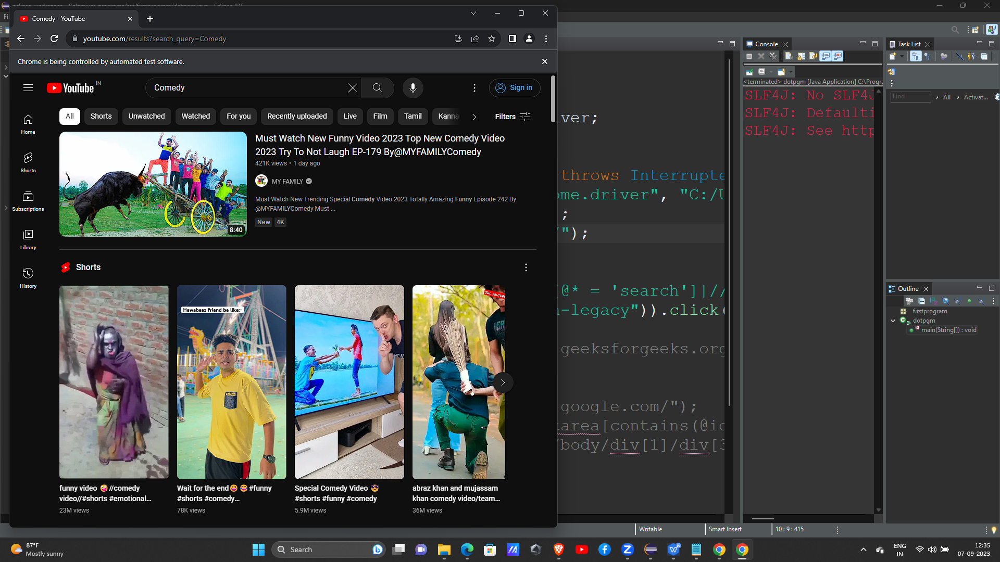 Comedy - YouTube
youtube.com/results?search_query=Comedy
Chrome is being controlled by automated test software.
YouTube IN
Comedy
Sign in
All
Shorts
Unwatched
Watched
For you
Recently uploaded
Live
Film
Tamil
Kanna
Filters
Home
Shorts
Subscriptions
Library
History
8:40
Must Watch New Funny Video 2023 Top New Comedy Video
2023 Try To Not Laugh EP-179 By@MYFAMILYComedy
421K views • 1 day ago
MY FAMILY
Must Watch New Trending Special Comedy Video 2023 Totally Amazing Funny Episode 242 By
@MYFAMILYComedy Must ...
New 4K
Shorts
Hawabaaz friend be like:-
funny video 🤪//comedy
video//#shorts #emotional...
23M views
Wait for the end😆 😂#funny
#shorts #comedy...
78K views
Special Comedy Video 😎
#shorts #funny #comedy
5.9M views
abraz khan and mujassam
khan comedy video/team...
36M views
ver;
throws Interrupte
ome.driver", "C:/U
;
");
[@* = 'search']|//
-legacy")).click(
geeksforgeeks.org
google.com/");
area[contains(@id
/body/div[1]/div[3
Console
<terminated> dotpgm [Java Application] C:\Progra
SLF4J: No SLF4J
SLF4J: Defaulti
SLF4J: See http
Task List
Find
All
Activat...
Outline
firstprogram
dotpgm
main(String[]) : void
Writable
Smart Insert
10 : 9 : 415
87°F
Mostly sunny
Search
ENG
IN
12:35
07-09-2023